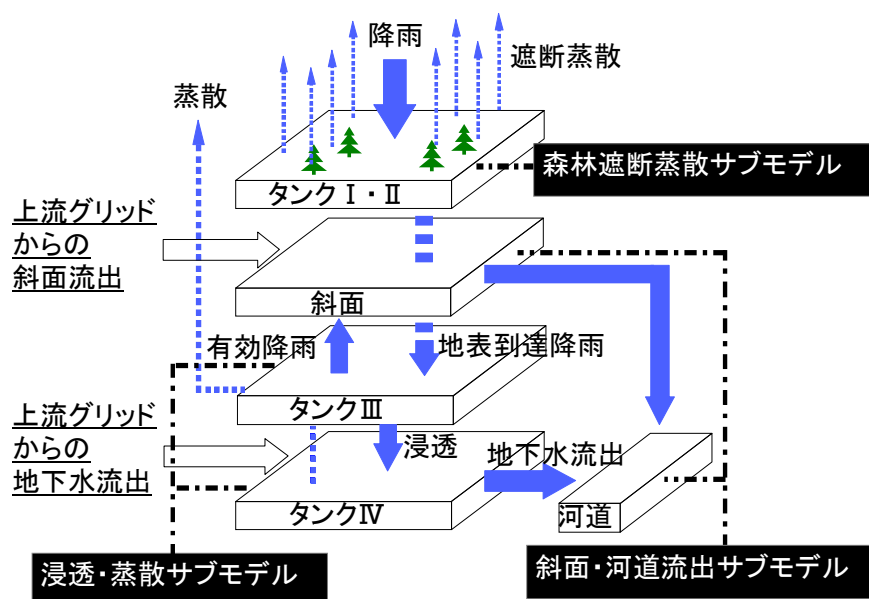 降雨
遮断蒸散
蒸散
森林遮断蒸散サブモデル
タンクⅠ・Ⅱ
上流グリッド
からの
斜面流出
斜面
有効降雨
地表到達降雨
タンクⅢ
上流グリッド
からの
地下水流出
浸透
地下水流出
タンクⅣ
河道
浸透・蒸散サブモデル
斜面・河道流出サブモデル